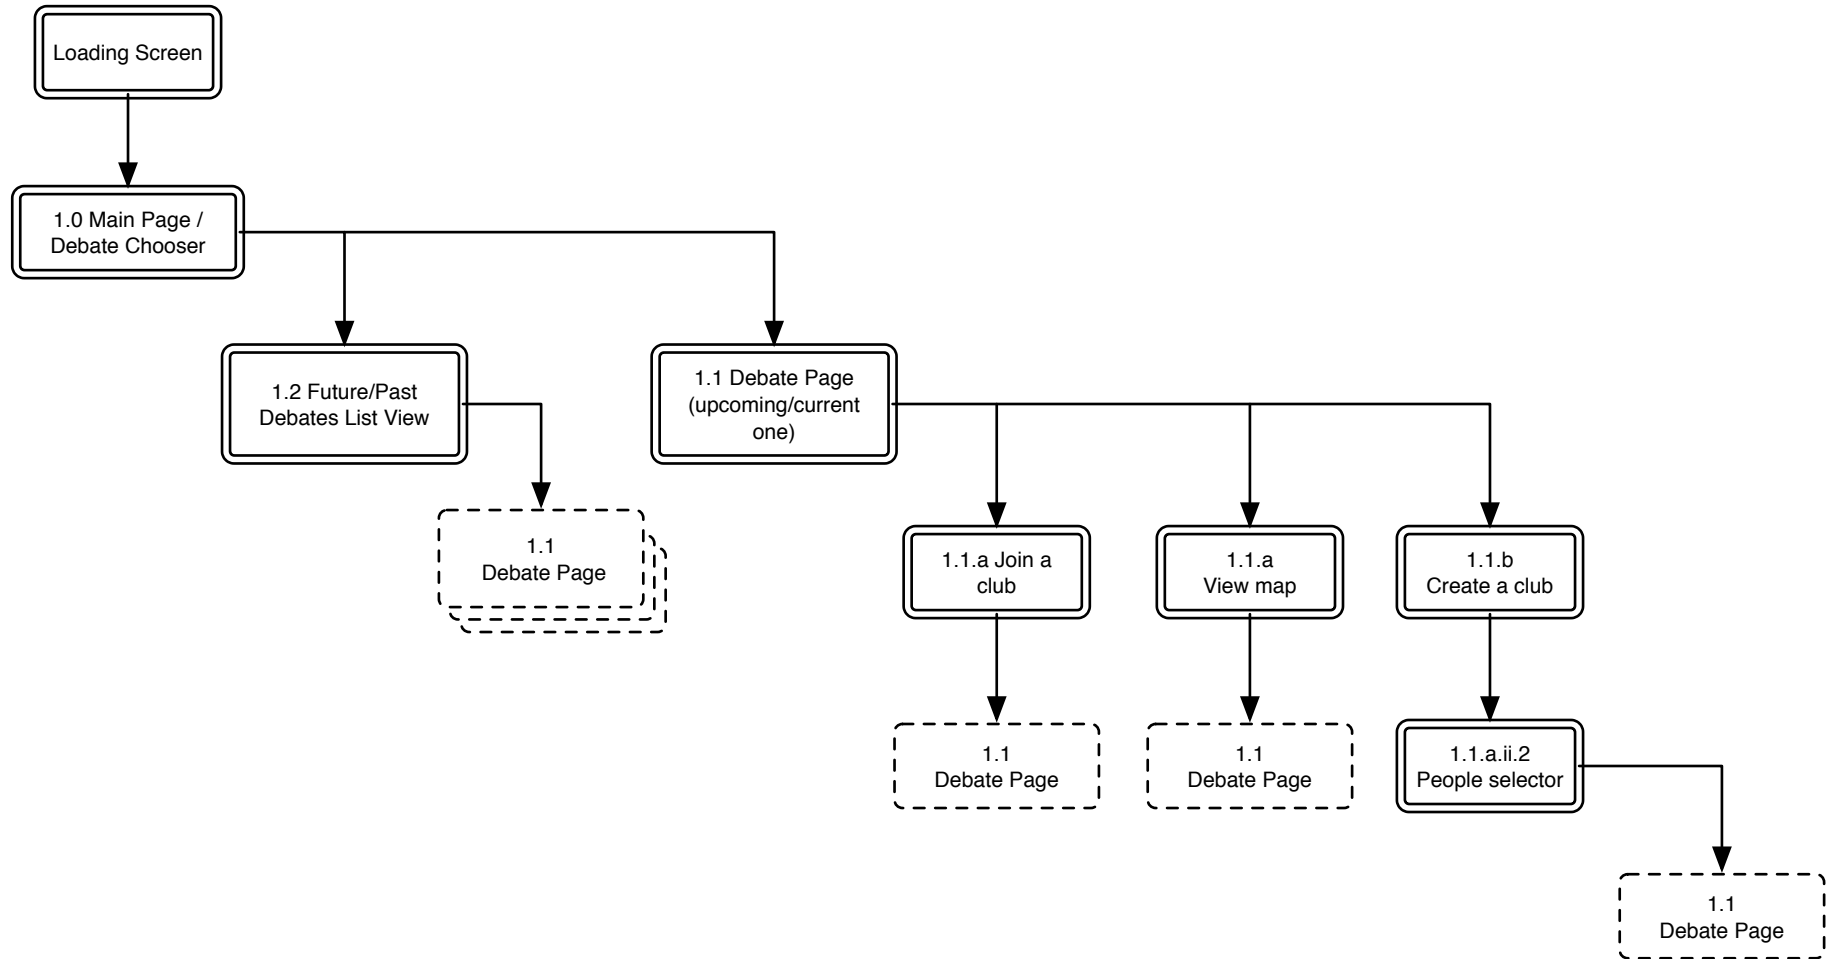 Loading Screen
1.0 Main Page /
Debate Chooser
1.2 Future/Past
Debates List View
1.1 Debate Page
(upcoming/current
one)
1.1
Debate Page
1.1.a Join a
club
1.1.a
View map
1.1.b
Create a club
1.1
Debate Page
1.1
Debate Page
1.1.a.ii.2
People selector
1.1
Debate Page